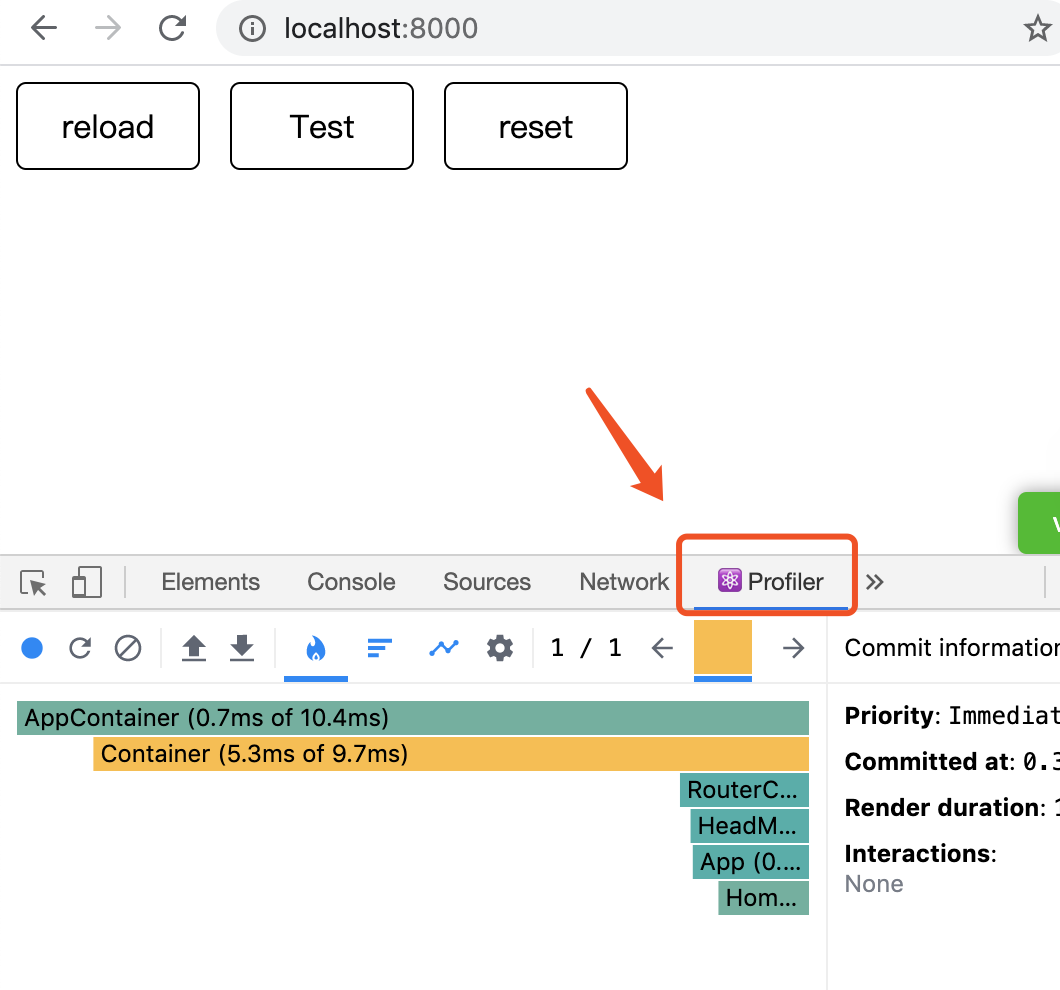 localhost:8000
reload Test reset
Elements Console Sources Network Profiler
1 / 1
Commit information
AppContainer (0.7ms of 10.4ms)
Priority: Immediat
Container (5.3ms of 9.7ms)
Committed at: 0.3
RouterC...
Render duration: 1
HeadM...
Interactions:
App (0....
None
Hom...